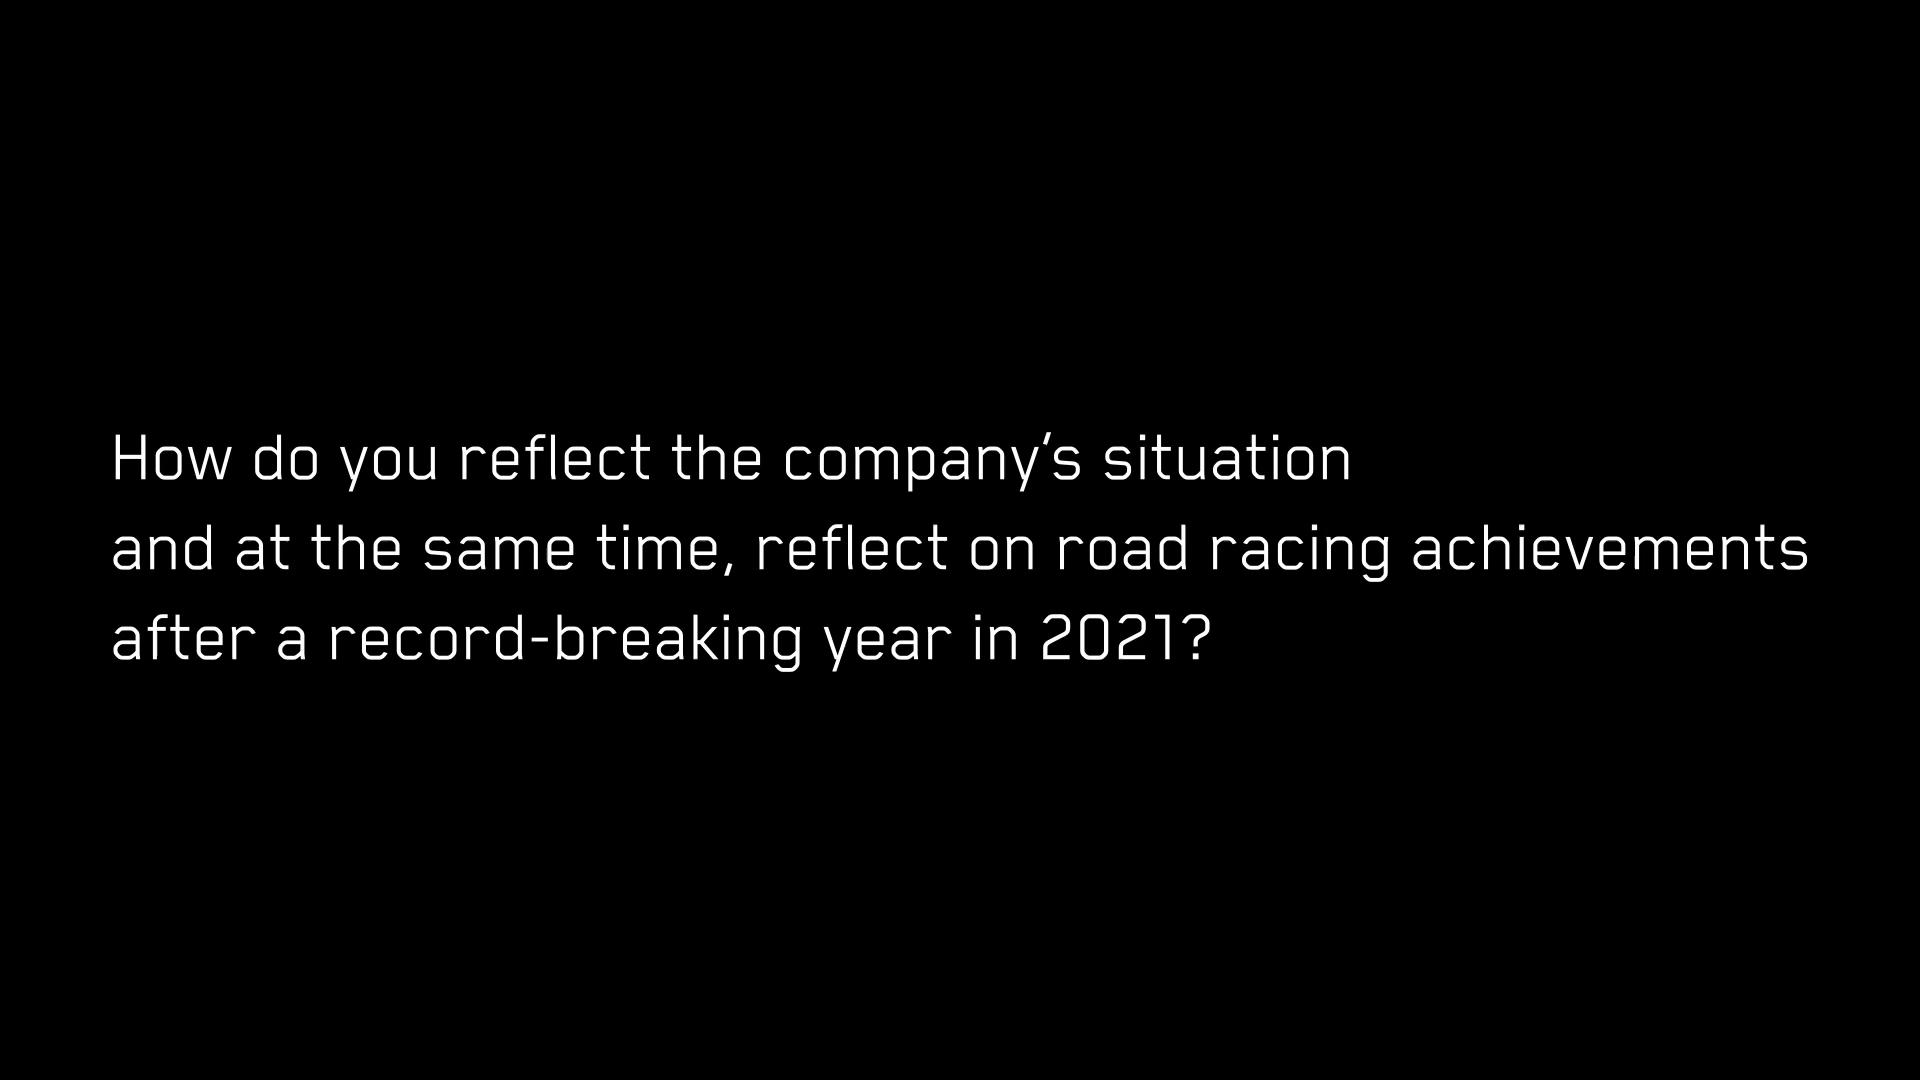 How do you reflect the company's situation
and at the same time, reflect on road racing achievements
after a record-breaking year in 2021?